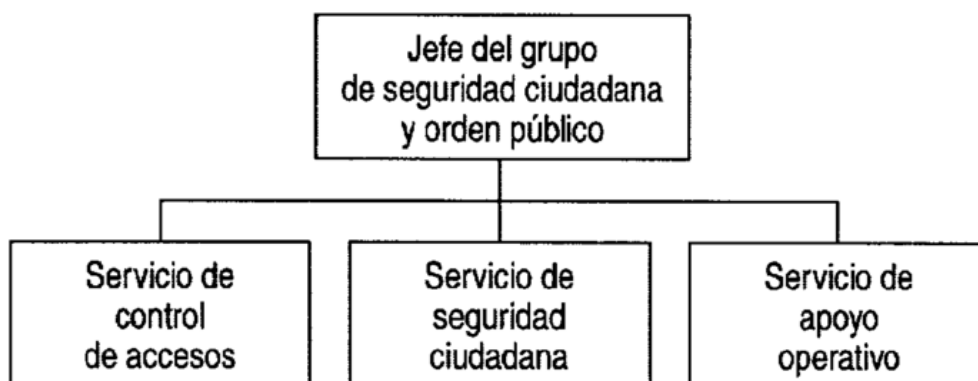 Jefe del grupo
de seguridad ciudadana
y orden público
Servicio de
control
de accesos
Servicio de
seguridad
ciudadana
Servicio de
apoyo
operativo